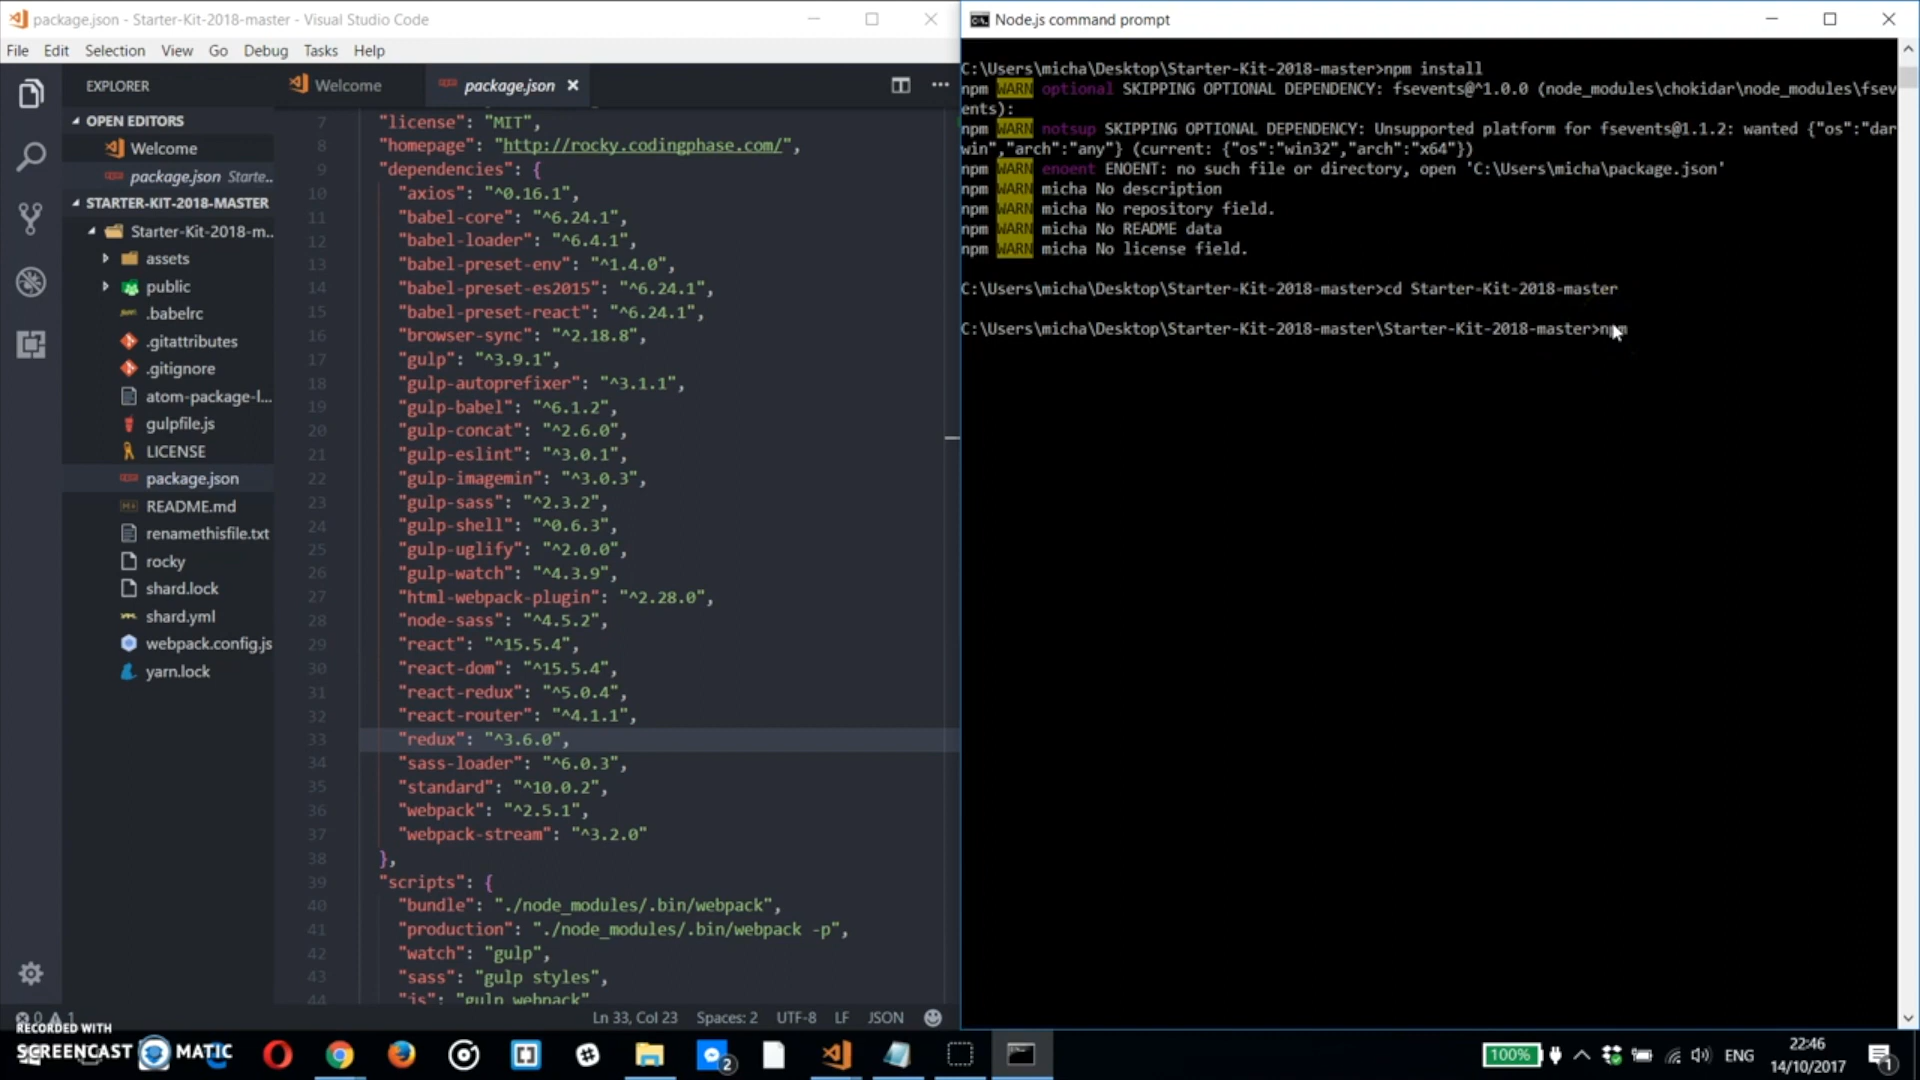 package.json - Starter-Kit-2018-master - Visual Studio Code
File Edit Selection View Go Debug Tasks Help
EXPLORER
OPEN EDITORS
Welcome
package.json Starte...
STARTER-KIT-2018-MASTER
Starter-Kit-2018-m...
assets
public
.babelrc
.gitattributes
.gitignore
atom-package-l...
gulpfile.js
LICENSE
package.json
README.md
renamethisfile.txt
rocky
shard.lock
shard.yml
webpack.config.js
yarn.lock
Welcome
package.json
7 "license": "MIT",
8 "homepage": "http://rocky.codingphase.com/",
9 "dependencies": {
10 "axios": "^0.16.1",
11 "babel-core": "^6.24.1",
12 "babel-loader": "^6.4.1",
13 "babel-preset-env": "^1.4.0",
14 "babel-preset-es2015": "^6.24.1",
15 "babel-preset-react": "^6.24.1",
16 "browser-sync": "^2.18.8",
17 "gulp": "^3.9.1",
18 "gulp-autoprefixer": "^3.1.1",
19 "gulp-babel": "^6.1.2",
20 "gulp-concat": "^2.6.0",
21 "gulp-eslint": "^3.0.1",
22 "gulp-imagemin": "^3.0.3",
23 "gulp-sass": "^2.3.2",
24 "gulp-shell": "^0.6.3",
25 "gulp-uglify": "^2.0.0",
26 "gulp-watch": "^4.3.9",
27 "html-webpack-plugin": "^2.28.0",
28 "node-sass": "^4.5.2",
29 "react": "^15.5.4",
30 "react-dom": "^15.5.4",
31 "react-redux": "^5.0.4",
32 "react-router": "^4.1.1",
33 "redux": "^3.6.0",
34 "sass-loader": "^6.0.3",
35 "standard": "^10.0.2",
36 "webpack": "^2.5.1",
37 "webpack-stream": "^3.2.0"
38 },
39 "scripts": {
40 "bundle": "./node_modules/.bin/webpack",
41 "production": "./node_modules/.bin/webpack -p",
42 "watch": "gulp",
43 "sass": "gulp styles",
44 "js": "gulp webpack"
Ln 33, Col 23 Spaces: 2 UTF-8 LF JSON
Node.js command prompt
C:\Users\micha\Desktop\Starter-Kit-2018-master>npm install
npm WARN optional SKIPPING OPTIONAL DEPENDENCY: fsevents@^1.0.0 (node_modules\chokidar\node_modules\fsev
ents):
npm WARN notsup SKIPPING OPTIONAL DEPENDENCY: Unsupported platform for fsevents@1.1.2: wanted {"os":"dar
win","arch":"any"} (current: {"os":"win32","arch":"x64"})
npm WARN enoent ENOENT: no such file or directory, open 'C:\Users\micha\package.json'
npm WARN micha No description
npm WARN micha No repository field.
npm WARN micha No README data
npm WARN micha No license field.
C:\Users\micha\Desktop\Starter-Kit-2018-master>cd Starter-Kit-2018-master
C:\Users\micha\Desktop\Starter-Kit-2018-master\Starter-Kit-2018-master>npm
RECORDED WITH
SCREENCAST MATIC
2
100%
ENG
22:46
14/10/2017
1